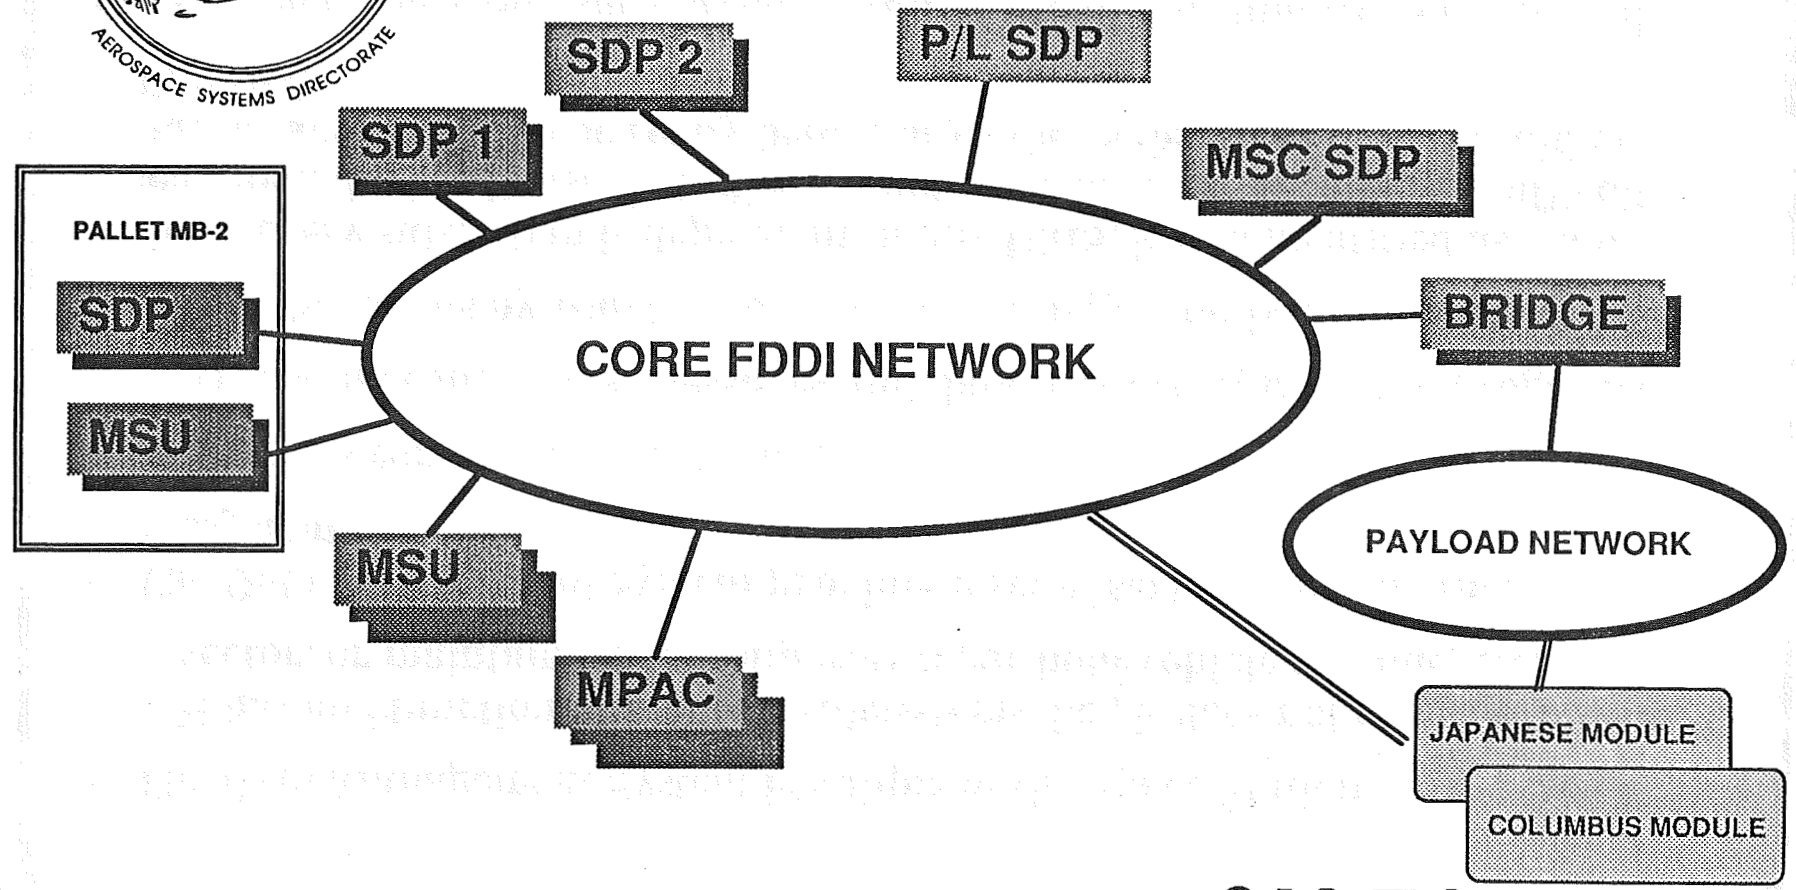 AEROSPACE SYSTEMS DIRECTORATE
SDP 2
P/L SDP
SDP 1
MSC SDP
PALLET MB-2
SDP
BRIDGE
CORE FDDI NETWORK
MSU
PAYLOAD NETWORK
MSU
MPAC
JAPANESE MODULE
COLUMBUS MODULE